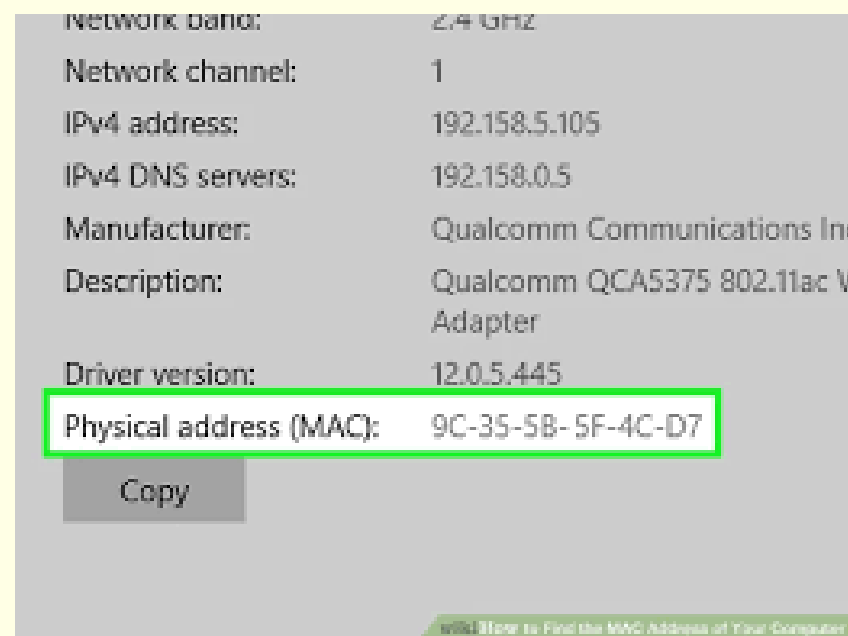 Network band: 2.4 GHz
Network channel: 1
IPv4 address: 192.158.5.105
IPv4 DNS servers: 192.158.0.5
Manufacturer: Qualcomm Communications Inc
Description: Qualcomm QCA5375 802.11ac W
Adapter
Driver version: 12.0.5.445
Physical address (MAC): 9C-35-5B- 5F-4C-D7
Copy
wikiHow to Find the MAC Address of Your Computer